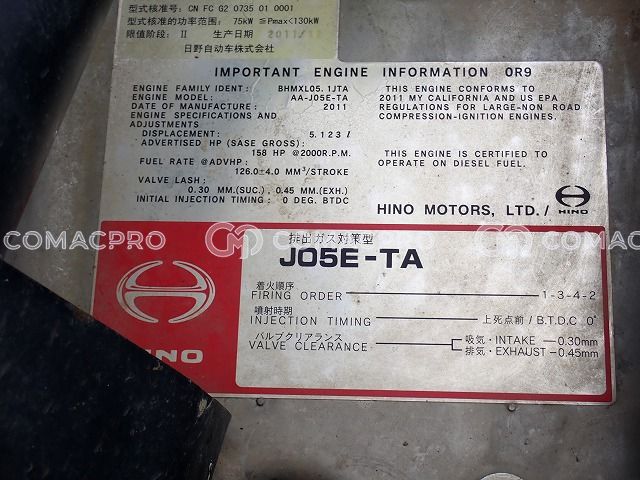 型式核准号: CN FC G2 0735 01 0001
型式核准的功率范围: 75kW ≦Pmax<130kW
限值阶段: II 生产日期 2011/
日野自动车株式会社
IMPORTANT ENGINE INFORMATION 0R9
ENGINE FAMILY IDENT: BHMXL05.1JTA
ENGINE MODEL: AA-J05E-TA
DATE OF MANUFACTURE: 2011
ENGINE SPECIFICATIONS AND
ADJUSTMENTS
DISPLACEMENT: 5.123ℓ
ADVERTISED HP (SASE GROSS):
158 HP @2000R.P.M.
FUEL RATE @ADVHP:
126.0±4.0 MM³/STROKE
VALVE LASH:
0.30 MM.(SUC.), 0.45 MM.(EXH.)
INITIAL INJECTION TIMING: 0 DEG. BTDC
THIS ENGINE CONFORMS TO
2011 MY CALIFORNIA AND US EPA
REGULATIONS FOR LARGE-NON ROAD
COMPRESSION-IGNITION ENGINES.
THIS ENGINE IS CERTIFIED TO
OPERATE ON DIESEL FUEL.
HINO MOTORS, LTD./ HINO
COMACPRO COMACPRO COMACPRO
排出ガス対策型
J05E-TA
着火順序
FIRING ORDER 1-3-4-2
噴射時期
INJECTION TIMING 上死点前/B.T.D.C 0°
バルブクリアランス
VALVE CLEARANCE 吸気・INTAKE 0.30mm
排気・EXHAUST 0.45mm
HINO